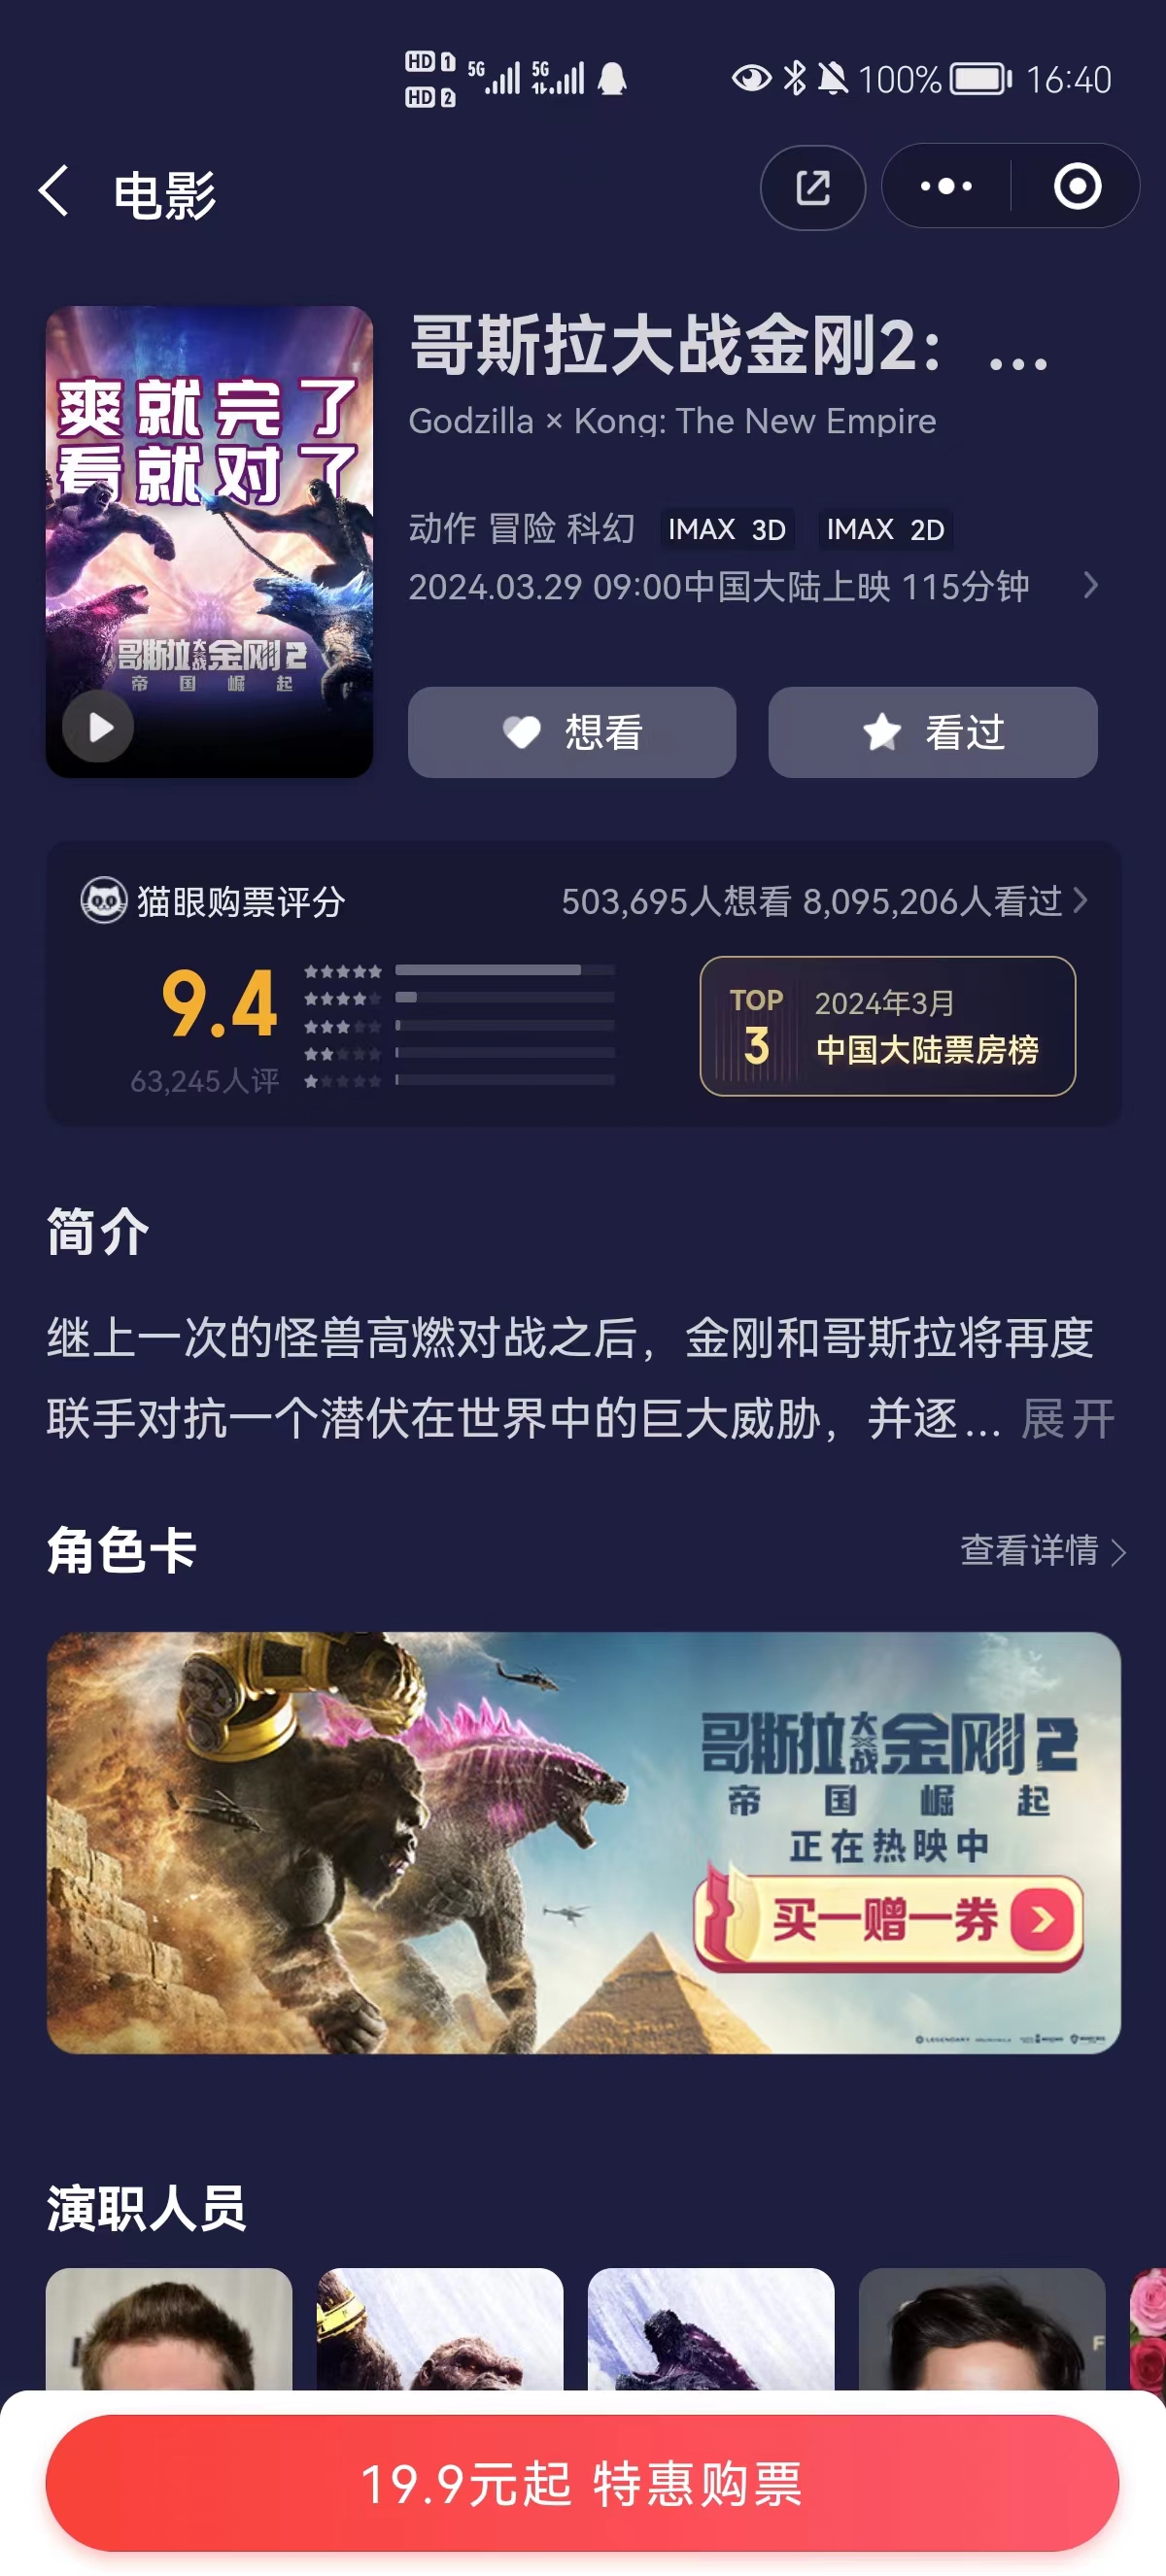 HD 1 5G 5G 100% 16:40
HD 2
电影
爽就完了
看就对了
哥斯拉大战金刚2
帝国崛起
哥斯拉大战金刚2：...
Godzilla × Kong: The New Empire
动作 冒险 科幻 IMAX 3D IMAX 2D
2024.03.29 09:00中国大陆上映 115分钟
想看 看过
猫眼购票评分 503,695人想看 8,095,206人看过
9.4
63,245人评
TOP 3
2024年3月
中国大陆票房榜
简介
继上一次的怪兽高燃对战之后，金刚和哥斯拉将再度
联手对抗一个潜伏在世界中的巨大威胁，并逐... 展开
角色卡 查看详情
哥斯拉大战金刚2
帝国崛起
正在热映中
买一赠一券
LEGENDARY
演职人员
F
19.9元起 特惠购票